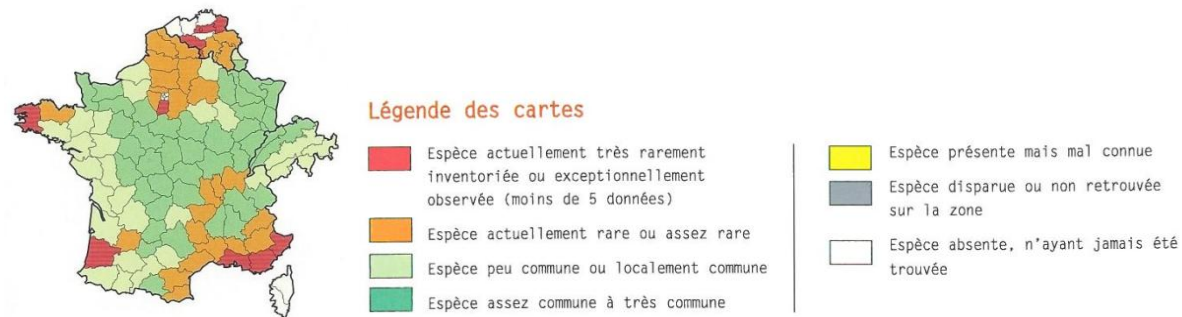 Légende des cartes
Espèce actuellement très rarement
inventoriée ou exceptionnellement
observée (moins de 5 données)
Espèce actuellement rare ou assez rare
Espèce peu commune ou localement commune
Espèce assez commune à très commune
Espèce présente mais mal connue
Espèce disparue ou non retrouvée
sur la zone
Espèce absente, n'ayant jamais été
trouvée